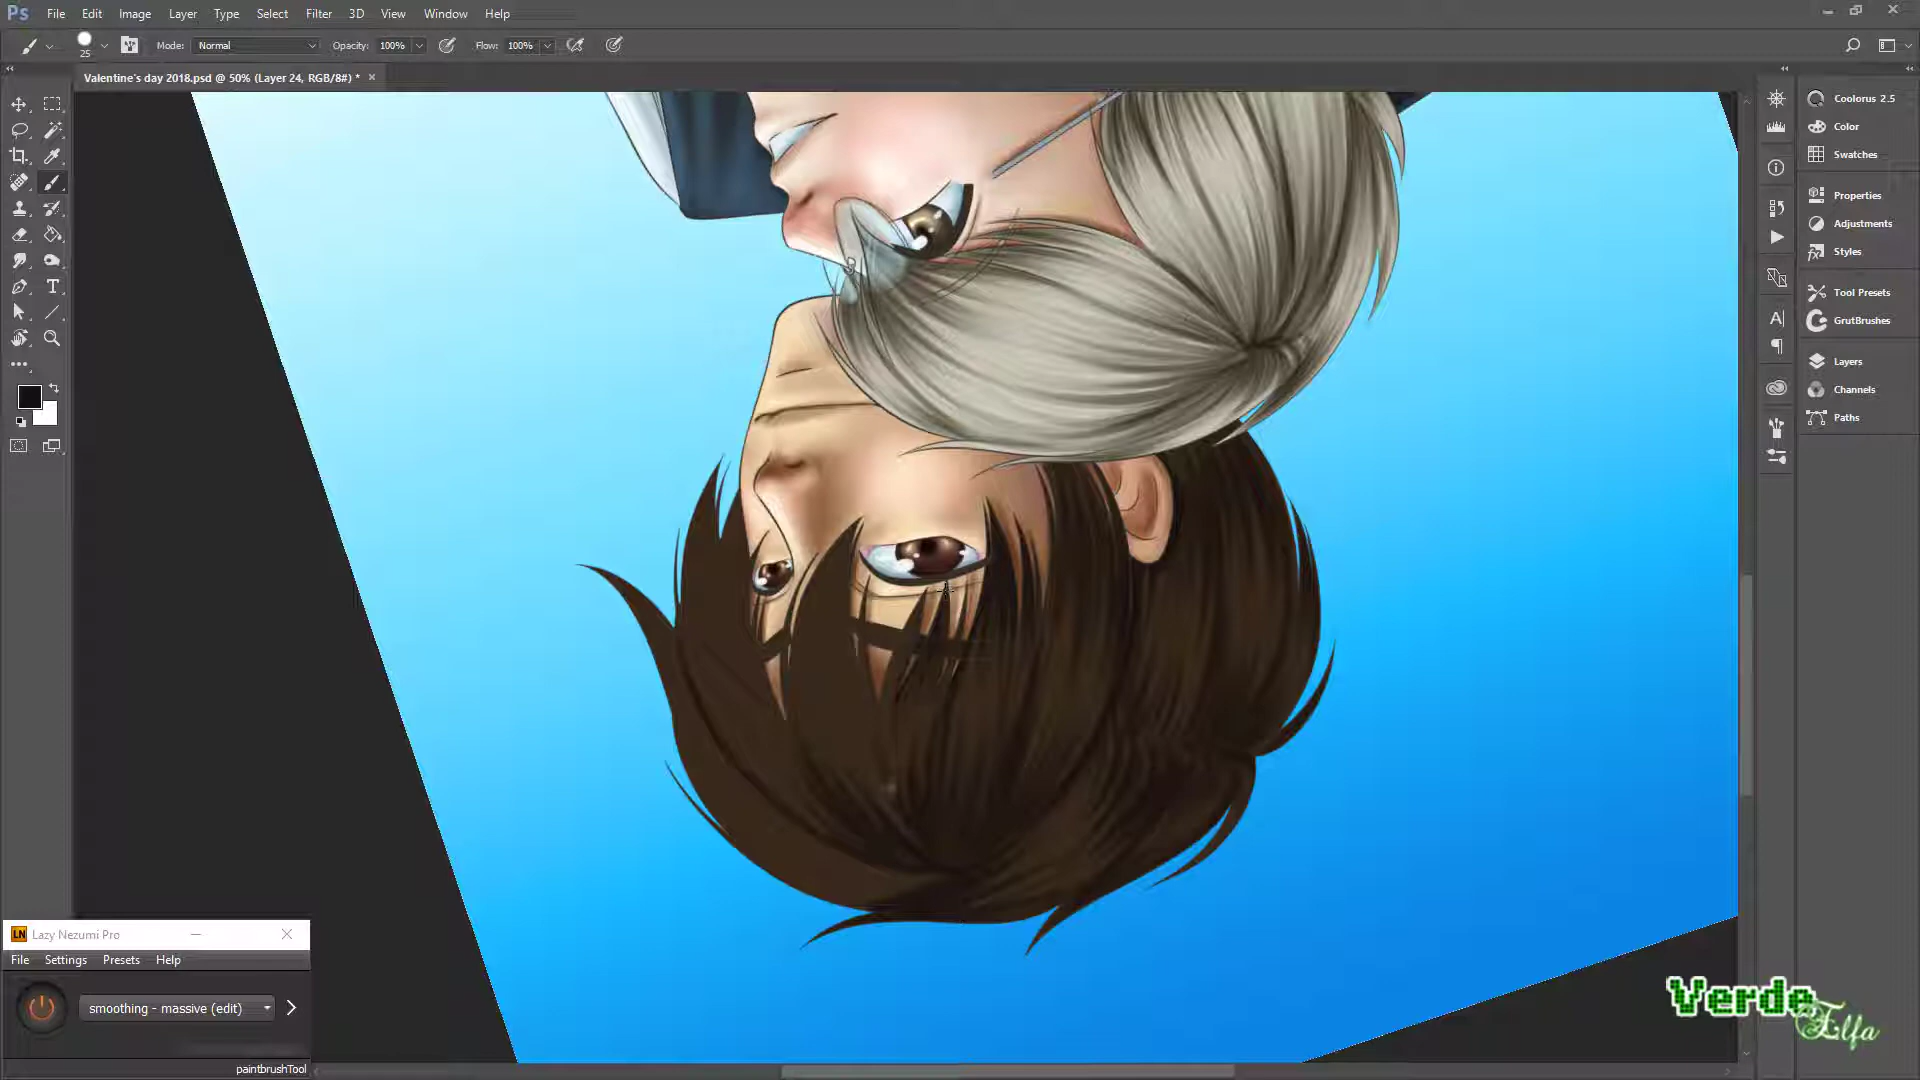 Ps File Edit Image Layer Type Select Filter 3D View Window Help
25 Mode: Normal Opacity: 100% Flow: 100%
Valentine's day 2018.psd @ 50% (Layer 24, RGB/8#) * ×
Coolorus 2.5
Color
Swatches
Properties
Adjustments
Styles
Tool Presets
GrutBrushes
Layers
Channels
Paths
LN Lazy Nezumi Pro
File Settings Presets Help
smoothing - massive (edit)
paintbrushTool
Verde
Elfa